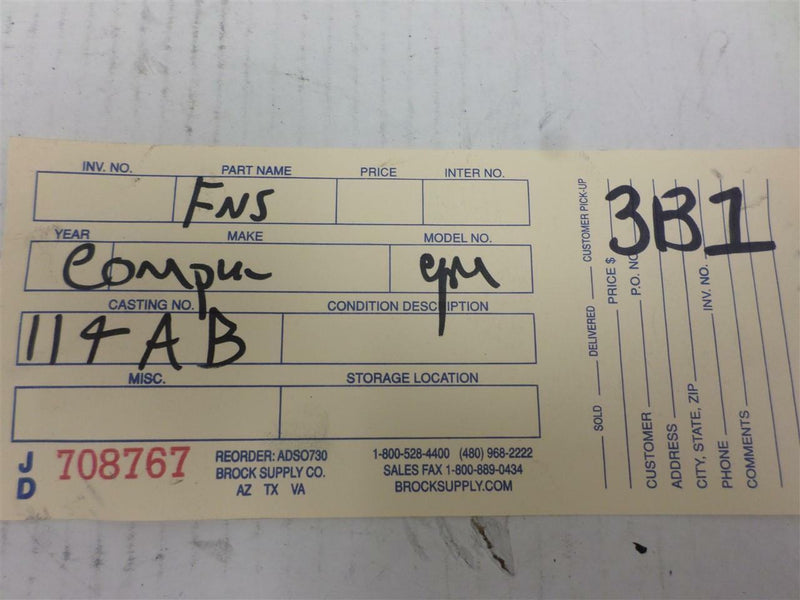 INV. NO. PART NAME PRICE INTER NO.
FNS
YEAR MAKE MODEL NO.
CASTING NO. CONDITION DESCRIPTION
114AB
MISC. STORAGE LOCATION
JD 708767
REORDER: ADSO730
BROCK SUPPLY CO.
AZ TX VA
1-800-528-4400 (480) 968-2222
SALES FAX 1-800-889-0434
BROCKSUPPLY.COM
3B1
SOLD DELIVERED CUSTOMER PICK-UP
PRICE $
P.O. NO
CUSTOMER
ADDRESS
CITY, STATE, ZIP
INV. NO.
PHONE
COMMENTS